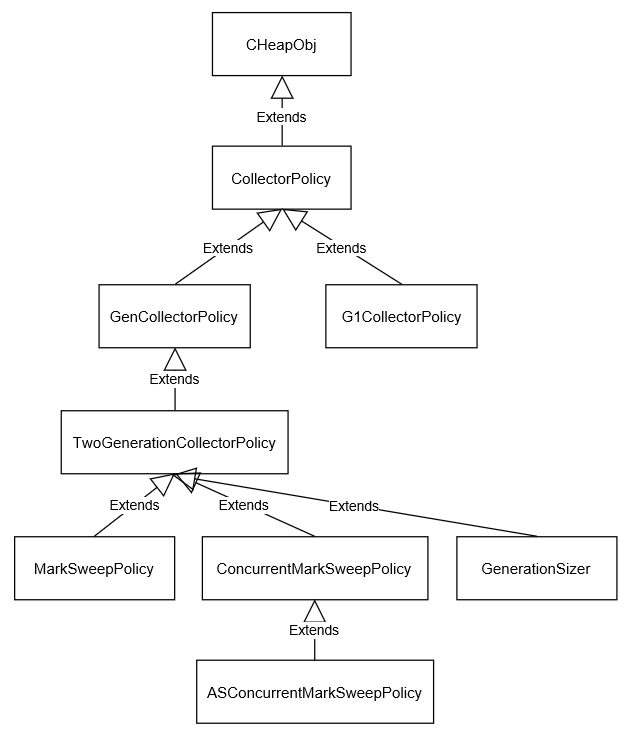 CHeapObj
Extends
CollectorPolicy
Extends
Extends
GenCollectorPolicy
G1CollectorPolicy
Extends
TwoGenerationCollectorPolicy
Extends
Extends
Extends
MarkSweepPolicy
ConcurrentMarkSweepPolicy
GenerationSizer
Extends
ASConcurrentMarkSweepPolicy